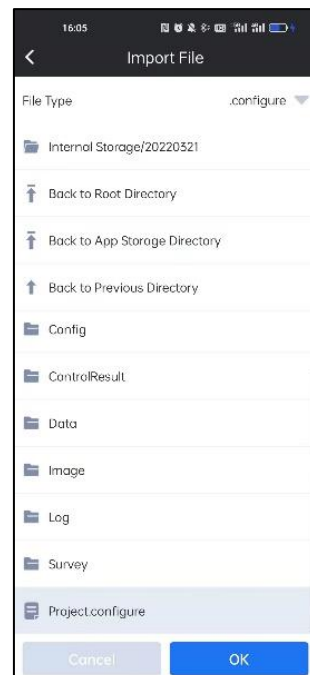 16:05
Import File
File Type .configure
Internal Storage/20220321
Back to Root Directory
Back to App Storage Directory
Back to Previous Directory
Config
ControlResult
Data
Image
Log
Survey
Project.configure
Cancel OK